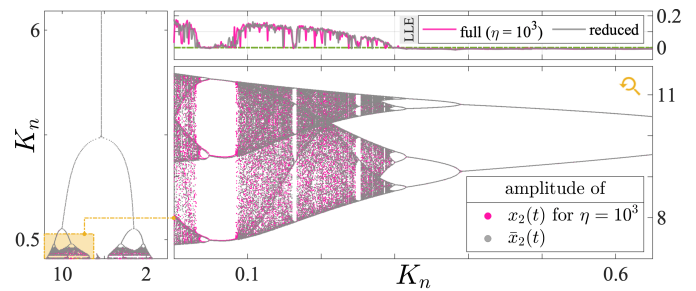 6
K_n
0.5
10
2
LLE
full (η = 10³)
reduced
0.2
0
11
8
amplitude of
x₂(t) for η = 10³
x̄₂(t)
0.1
K_n
0.6